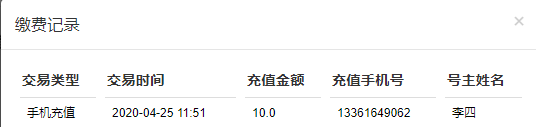 缴费记录 ×
交易类型 交易时间 充值金额 充值手机号 号主姓名
手机充值 2020-04-25 11:51 10.0 13361649062 李四